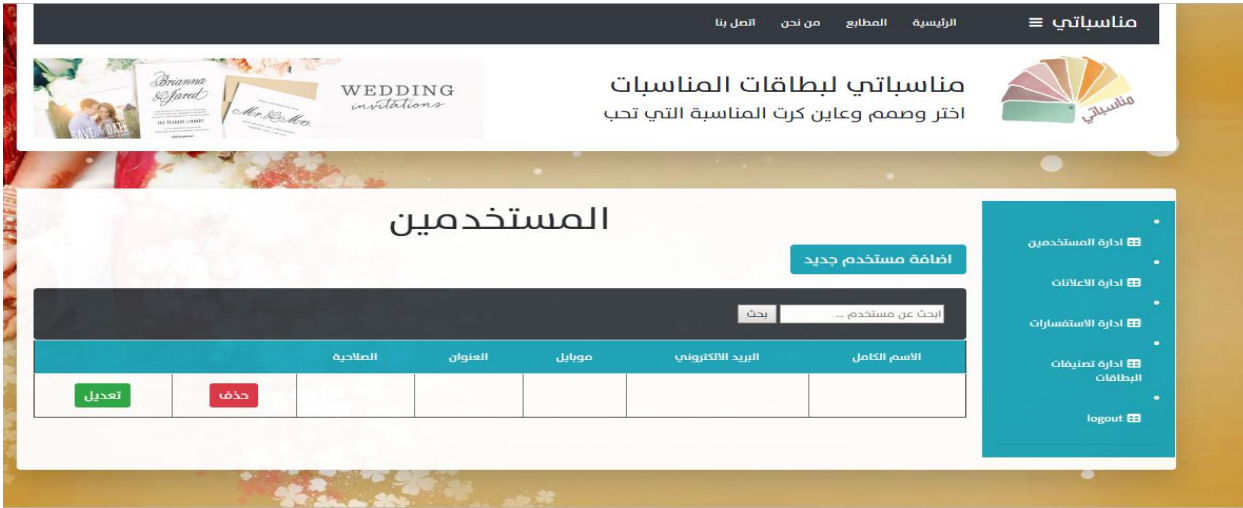 مناسباتي ≡
الرئيسية المطابع من نحن اتصل بنا
مناسباتي لبطاقات المناسبات
اختر وصمم وعاين كرت المناسبة التي تحب
مناسباتي
WEDDING
invitations
Brianna
& Jared
Mr. & Mrs.
SAVE THE DATE
المستخدمين
اضافة مستخدم جديد
ابحث عن مستخدم ... بحث
الاسم الكامل البريد الالكتروني موبايل العنوان الصلاحية
حذف تعديل
ادارة المستخدمين
ادارة الاعلانات
ادارة الاستفسارات
ادارة تصنيفات
البطاقات
logout